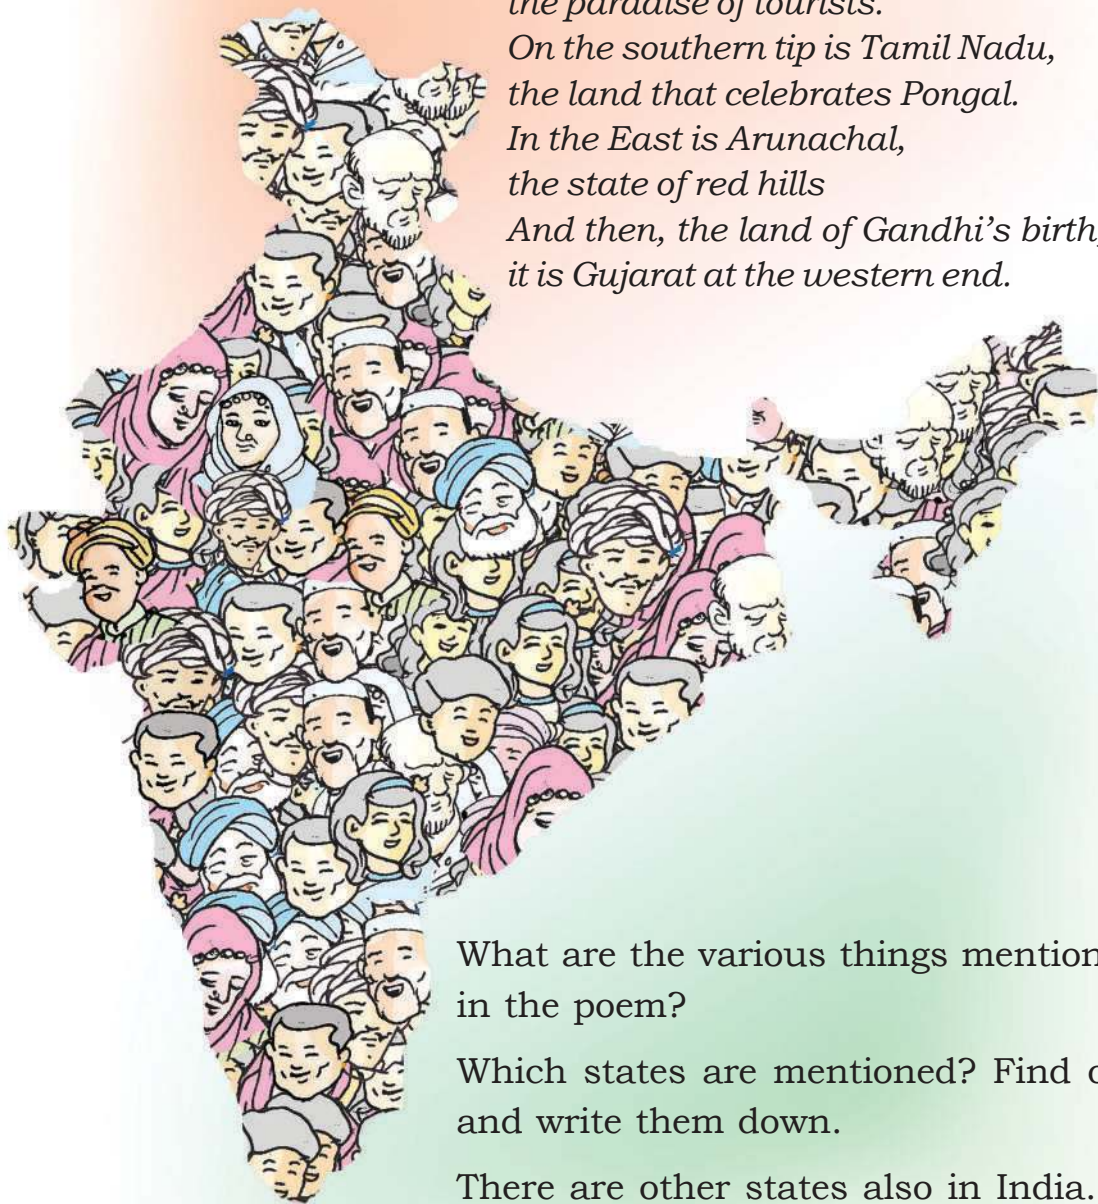 the paradise of tourists.
On the southern tip is Tamil Nadu,
the land that celebrates Pongal.
In the East is Arunachal,
the state of red hills
And then, the land of Gandhi's birth,
it is Gujarat at the western end.
What are the various things mention
in the poem?
Which states are mentioned? Find o
and write them down.
There are other states also in India.